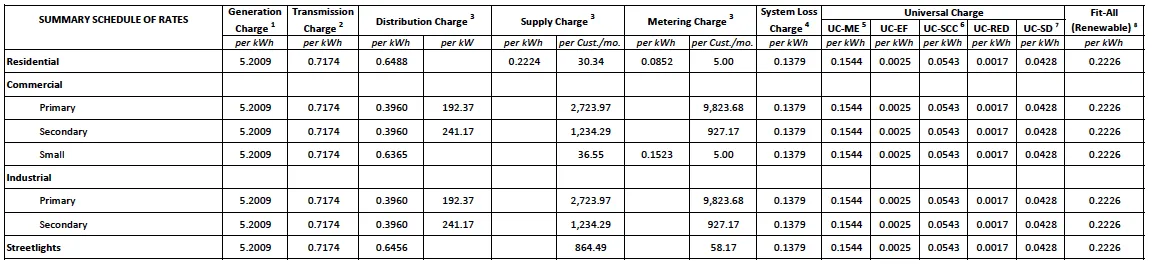 SUMMARY SCHEDULE OF RATES Generation Charge 1 Transmission Charge 2 Distribution Charge 3 Supply Charge 3 Metering Charge 3 System Loss Charge 4 Universal Charge Fit-All (Renewable) 8
UC-ME 5 UC-EF UC-SCC 6 UC-RED UC-SD 7
per kWh per kWh per kWh per kW per kWh per Cust./mo. per kWh per Cust./mo. per kWh per kWh per kWh per kWh per kWh per kWh per kWh
Residential 5.2009 0.7174 0.6488 0.2224 30.34 0.0852 5.00 0.1379 0.1544 0.0025 0.0543 0.0017 0.0428 0.2226
Commercial
Primary 5.2009 0.7174 0.3960 192.37 2,723.97 9,823.68 0.1379 0.1544 0.0025 0.0543 0.0017 0.0428 0.2226
Secondary 5.2009 0.7174 0.3960 241.17 1,234.29 927.17 0.1379 0.1544 0.0025 0.0543 0.0017 0.0428 0.2226
Small 5.2009 0.7174 0.6365 36.55 0.1523 5.00 0.1379 0.1544 0.0025 0.0543 0.0017 0.0428 0.2226
Industrial
Primary 5.2009 0.7174 0.3960 192.37 2,723.97 9,823.68 0.1379 0.1544 0.0025 0.0543 0.0017 0.0428 0.2226
Secondary 5.2009 0.7174 0.3960 241.17 1,234.29 927.17 0.1379 0.1544 0.0025 0.0543 0.0017 0.0428 0.2226
Streetlights 5.2009 0.7174 0.6456 864.49 58.17 0.1379 0.1544 0.0025 0.0543 0.0017 0.0428 0.2226